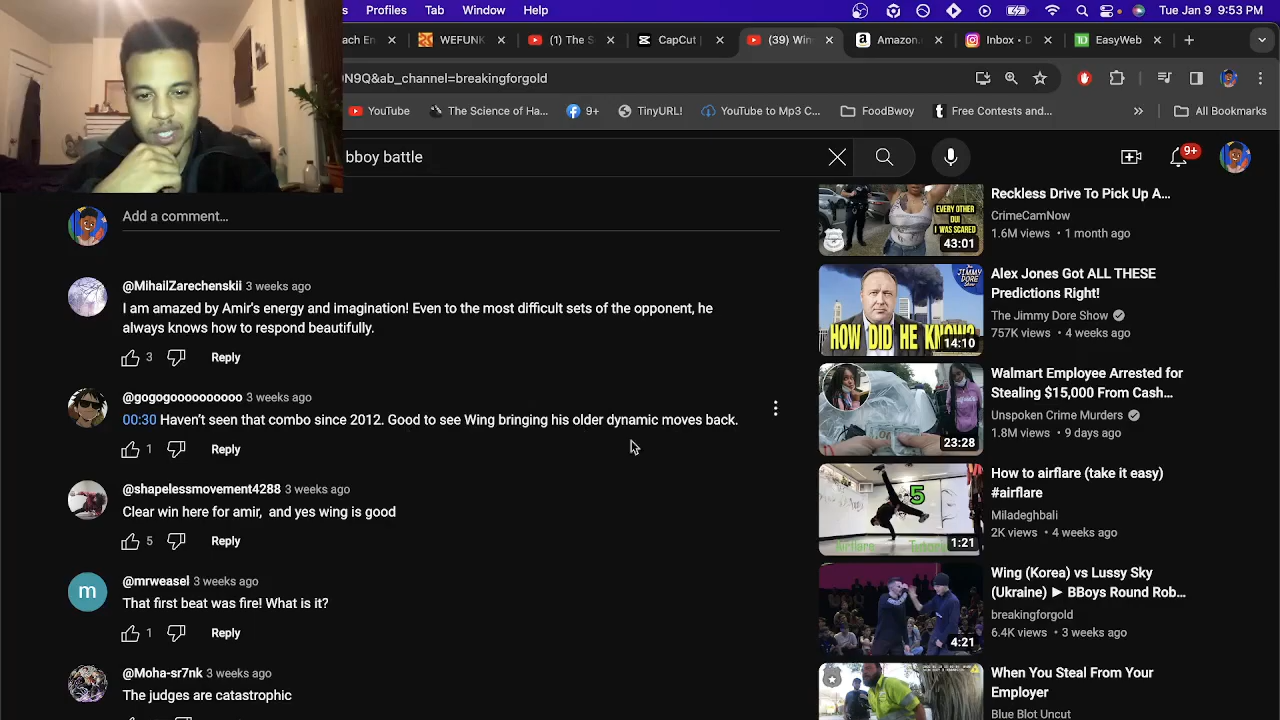 Profiles Tab Window Help Tue Jan 9 9:53 PM
ach En WEFUNK (1) The S CapCut (39) Win Amazon. Inbox • D EasyWeb
0N9Q&ab_channel=breakingforgold
YouTube The Science of Ha... 9+ TinyURL! YouTube to Mp3 C... FoodBwoy Free Contests and... » All Bookmarks
bboy battle
9+
Add a comment...
@MihailZarechenskii 3 weeks ago
I am amazed by Amir's energy and imagination! Even to the most difficult sets of the opponent, he
always knows how to respond beautifully.
3 Reply
@gogogoooooooooo 3 weeks ago
00:30 Haven't seen that combo since 2012. Good to see Wing bringing his older dynamic moves back.
1 Reply
@shapelessmovement4288 3 weeks ago
Clear win here for amir, and yes wing is good
5 Reply
m
@mrweasel 3 weeks ago
That first beat was fire! What is it?
1 Reply
@Moha-sr7nk 3 weeks ago
The judges are catastrophic
EVERY OTHER
DUI
I WAS SCARED
43:01
Reckless Drive To Pick Up A...
CrimeCamNow
1.6M views • 1 month ago
THE
JIMMY
DORE
HOW DID HE KNOW?
14:10
Alex Jones Got ALL THESE
Predictions Right!
The Jimmy Dore Show
757K views • 4 weeks ago
23:28
Walmart Employee Arrested for
Stealing $15,000 From Cash...
Unspoken Crime Murders
1.8M views • 9 days ago
5
Airflare
1:21
How to airflare (take it easy)
#airflare
Miladeghbali
2K views • 4 weeks ago
4:21
Wing (Korea) vs Lussy Sky
(Ukraine) ► BBoys Round Rob...
breakingforgold
6.4K views • 3 weeks ago
When You Steal From Your
Employer
Blue Blot Uncut